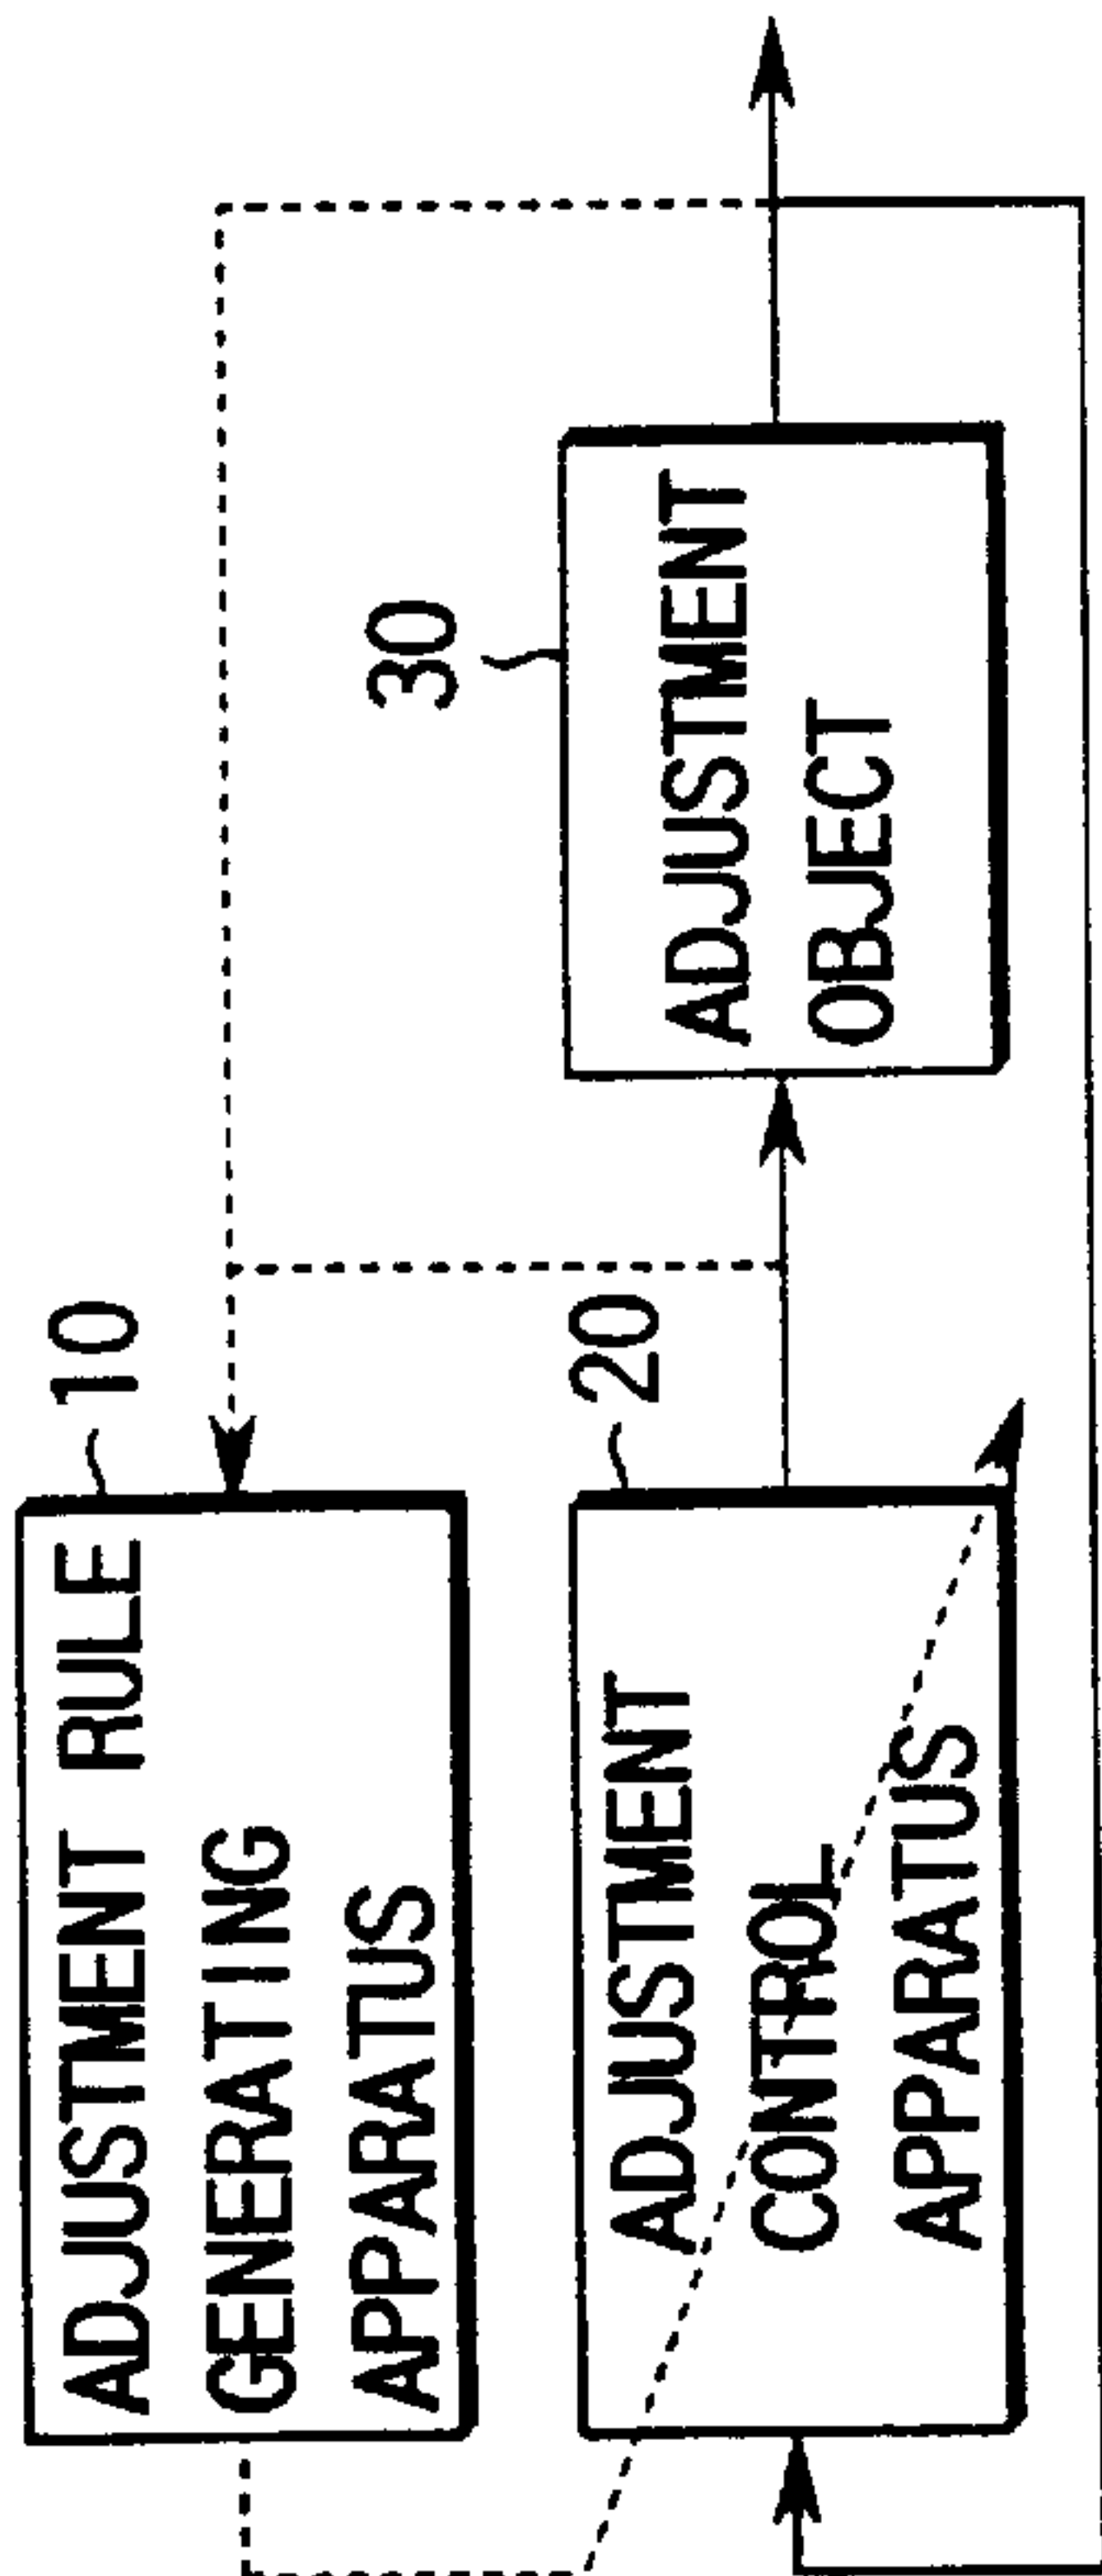 10
ADJUSTMENT RULE
GENERATING
APPARATUS
20
ADJUSTMENT
CONTROL
APPARATUS
30
ADJUSTMENT
OBJECT